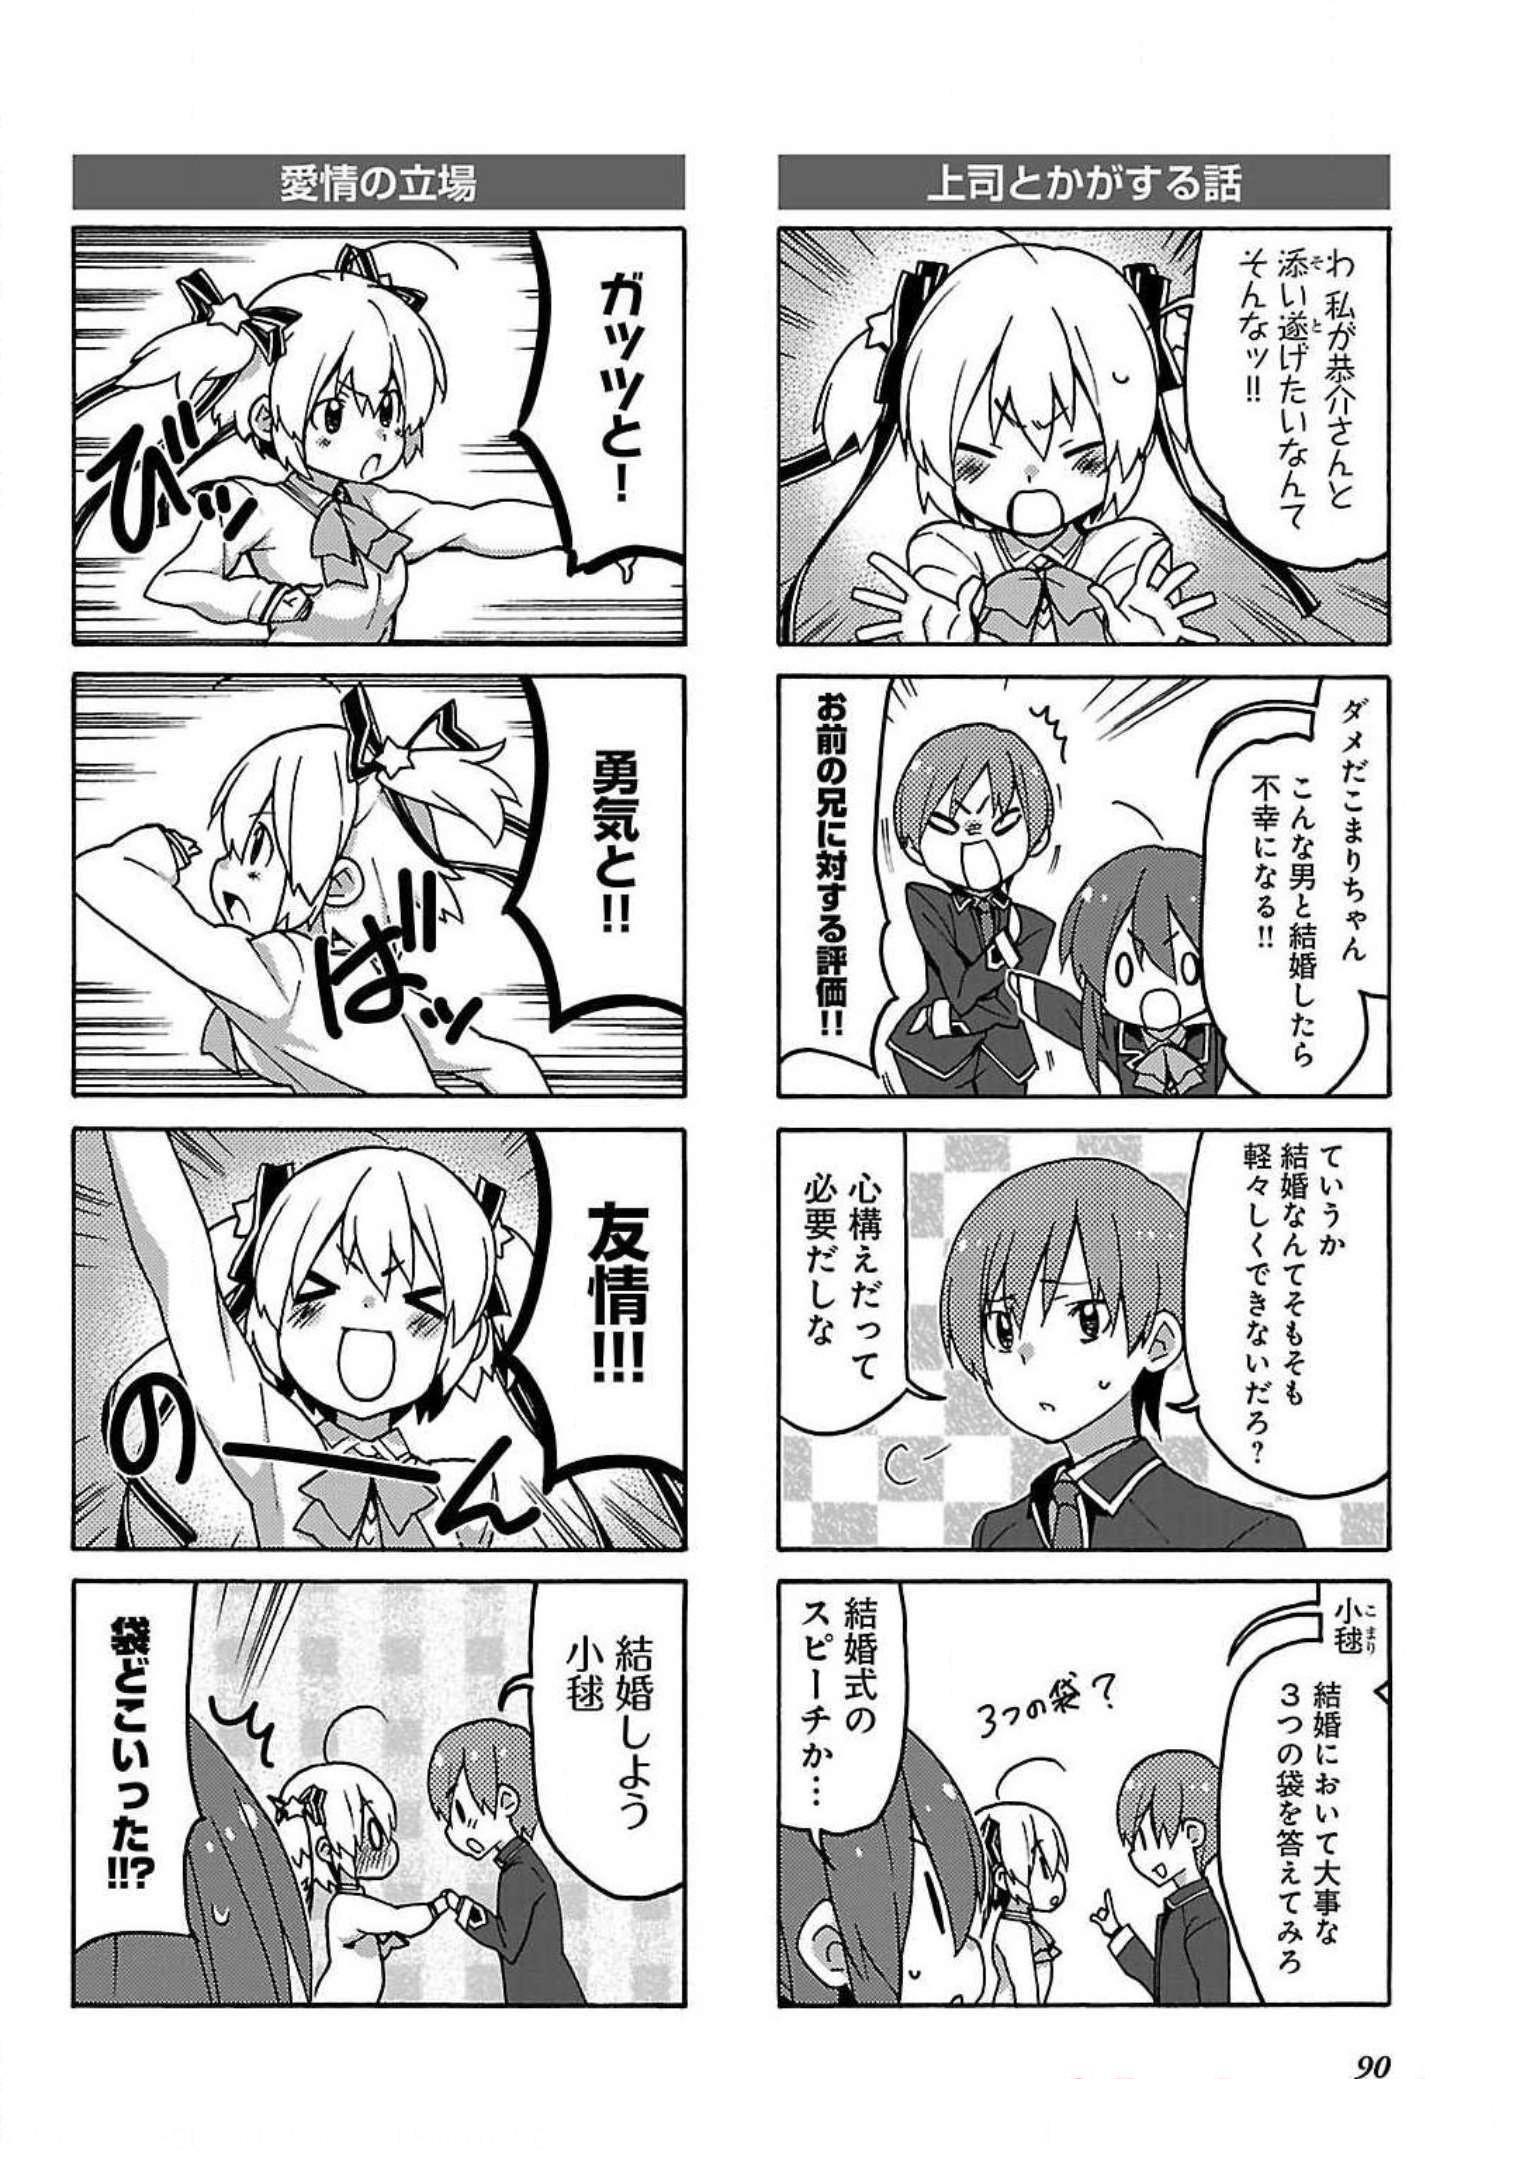 上司とかがする話
わ 私が恭介さんと
添い遂げたいなんて
そんなッ!!
ダメだこまりちゃん
こんな男と結婚したら
不幸になる!!
お前の兄に対する評価!!
ていうか
結婚なんてそもそも
軽々しくできないだろ?
心構えだって
必要だしな
小毬
結婚において大事な
3つの袋を答えてみろ
3つの袋?
結婚式の
スピーチか…
愛情の立場
ガッツと!
びッ
勇気と!!
ばッ
友情!!!
のーん
結婚しよう
小毬
袋どこいった!!?
90